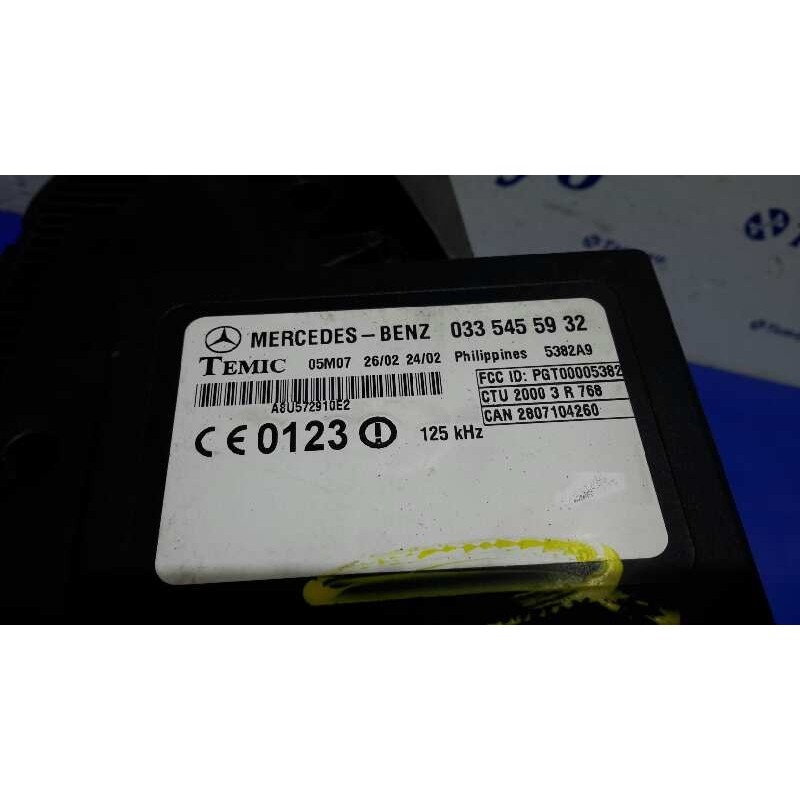 MERCEDES-BENZ 033 545 59 32
TEMIC 05M07 26/02 24/02 Philippines 5382A9
FCC ID: PGT00005382
CTU 2000 3 R 768
CAN 2807104260
A8U572910E2
CE 0123 125 kHz